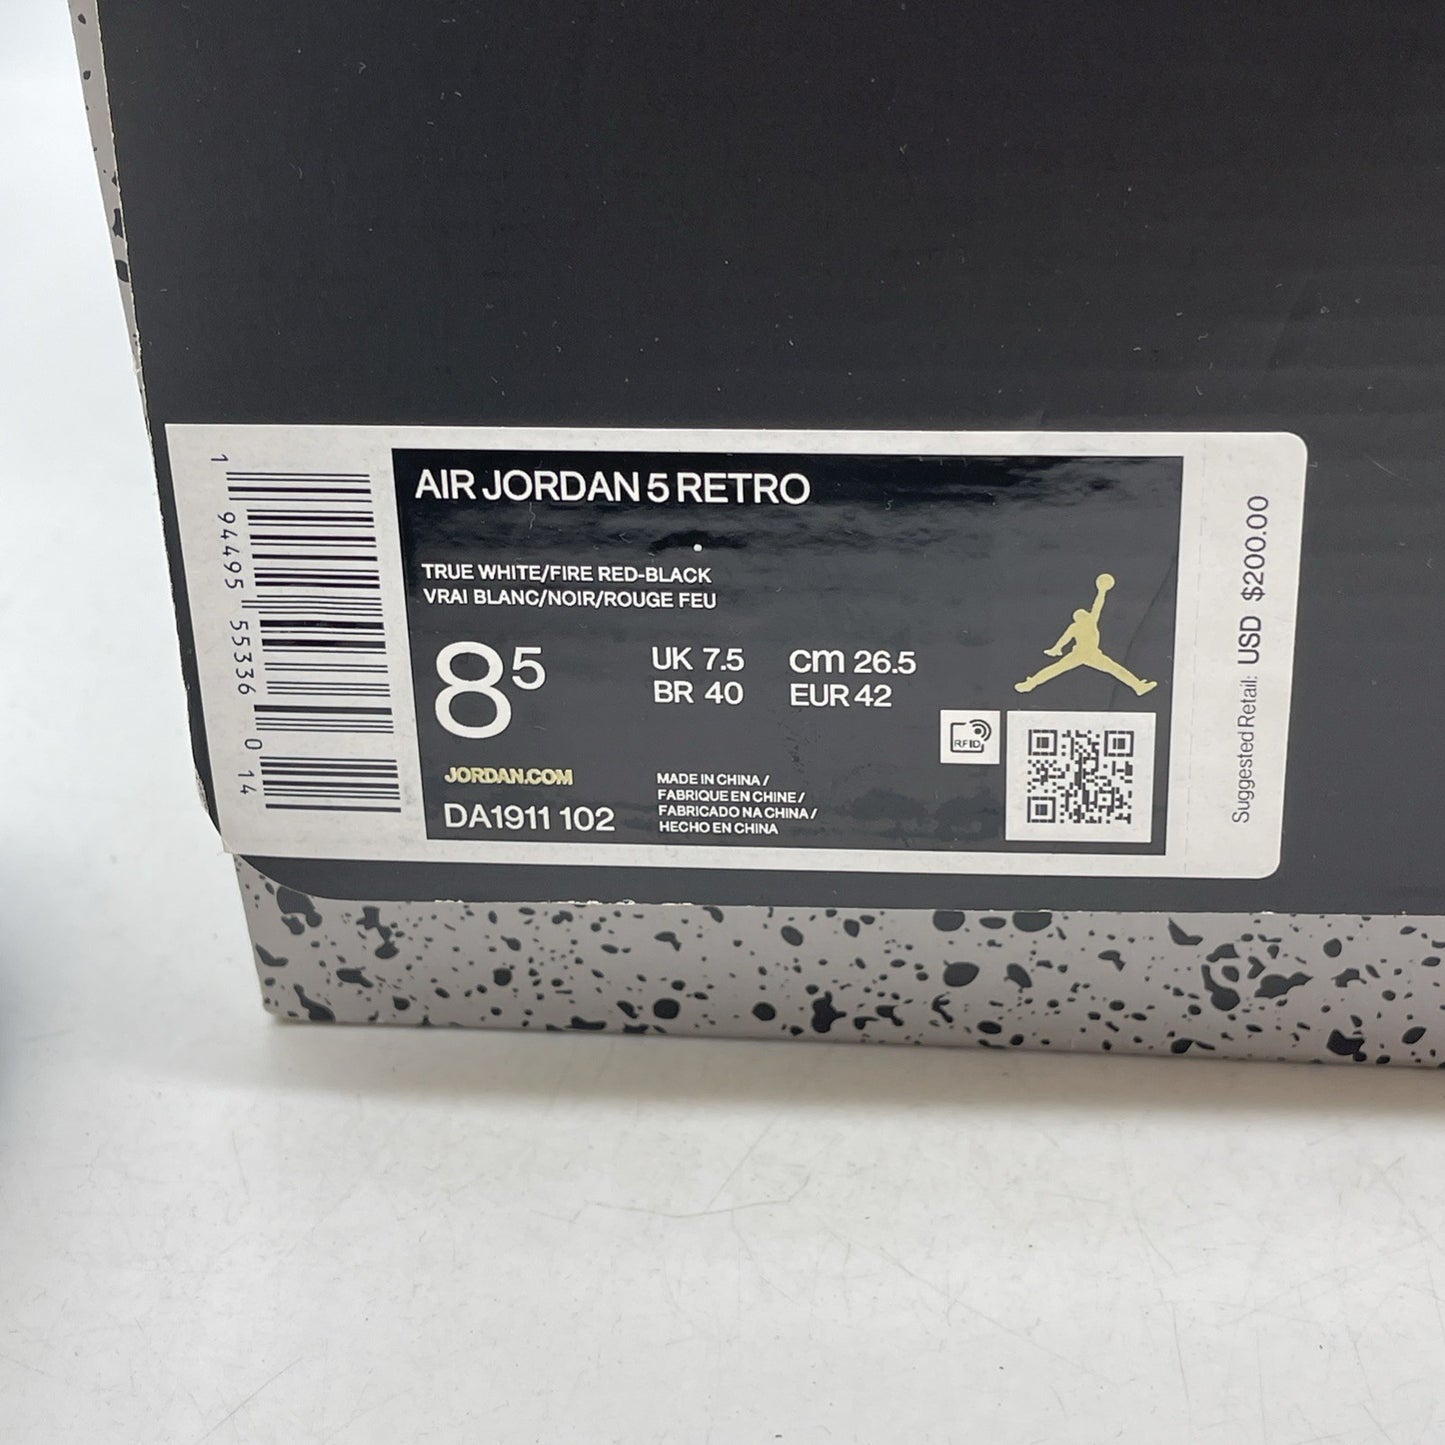 AIR JORDAN 5 RETRO
TRUE WHITE/FIRE RED-BLACK
VRAI BLANC/NOIR/ROUGE FEU
8 5
UK 7.5 cm 26.5
BR 40 EUR 42
JORDAN.COM
DA1911 102
MADE IN CHINA /
FABRIQUE EN CHINE /
FABRICADO NA CHINA /
HECHO EN CHINA
RFID
1 94495 55336 0 14
Suggested Retail: USD $200.00